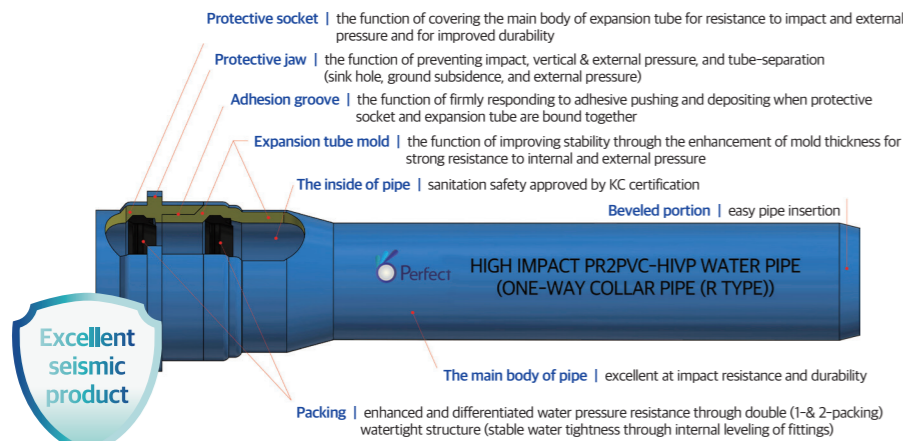 Protective socket | the function of covering the main body of expansion tube for resistance to impact and external
pressure and for improved durability
Protective jaw | the function of preventing impact, vertical & external pressure, and tube-separation
(sink hole, ground subsidence, and external pressure)
Adhesion groove | the function of firmly responding to adhesive pushing and depositing when protective
socket and expansion tube are bound together
Expansion tube mold | the function of improving stability through the enhancement of mold thickness for
strong resistance to internal and external pressure
The inside of pipe | sanitation safety approved by KC certification
Beveled portion | easy pipe insertion
Perfect
HIGH IMPACT PR2PVC-HIVP WATER PIPE
(ONE-WAY COLLAR PIPE (R TYPE))
Excellent
seismic
product
The main body of pipe | excellent at impact resistance and durability
Packing | enhanced and differentiated water pressure resistance through double (1-& 2-packing)
watertight structure (stable water tightness through internal leveling of fittings)